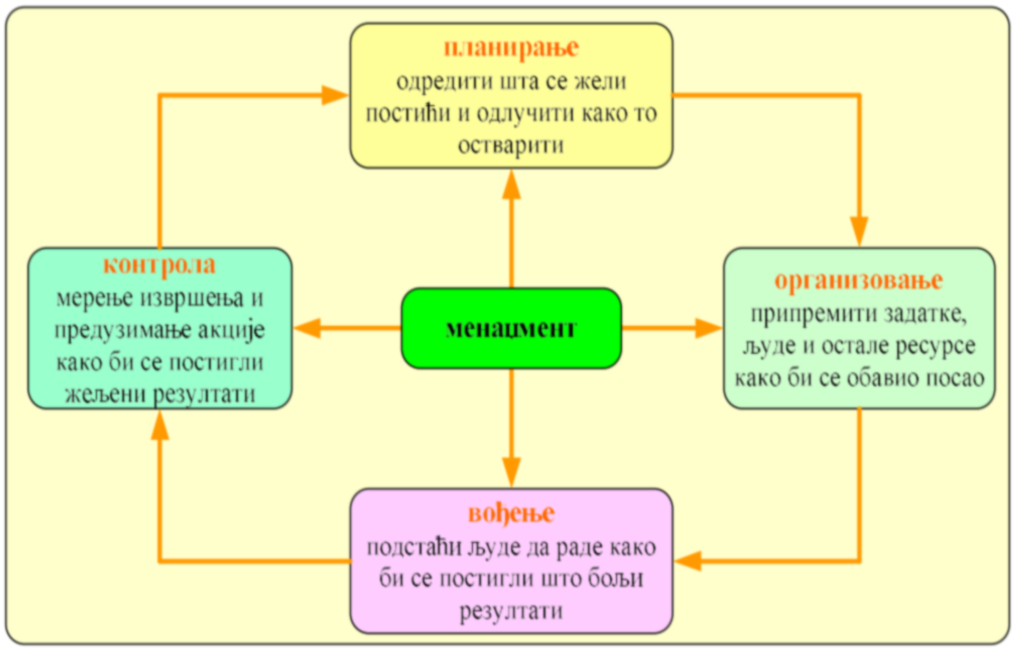 планирање
одредити шта се жели
постићи и одлучити како то
остварити
контрола
мерење извршења и
предузимање акције
како би се постигли
жељени резултати
менаџмент
организовање
припремити задатке,
људе и остале ресурсе
како би се обавио посао
вођење
подстаћи људе да раде како
би се постигли што бољи
резултати